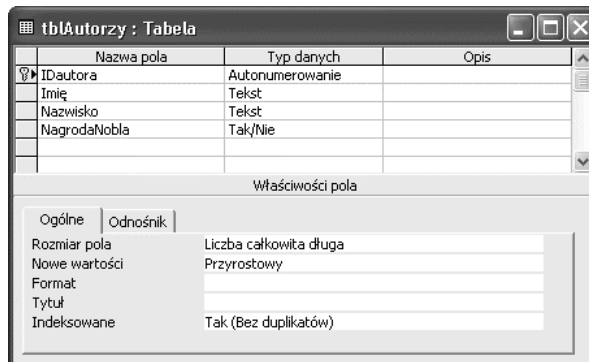 tblAutorzy : Tabela
Nazwa pola Typ danych Opis
IDautora Autonumerowanie
Imię Tekst
Nazwisko Tekst
NagrodaNobla Tak/Nie
Właściwości pola
Ogólne Odnośnik
Rozmiar pola Liczba całkowita długa
Nowe wartości Przyrostowy
Format
Tytuł
Indeksowane Tak (Bez duplikatów)